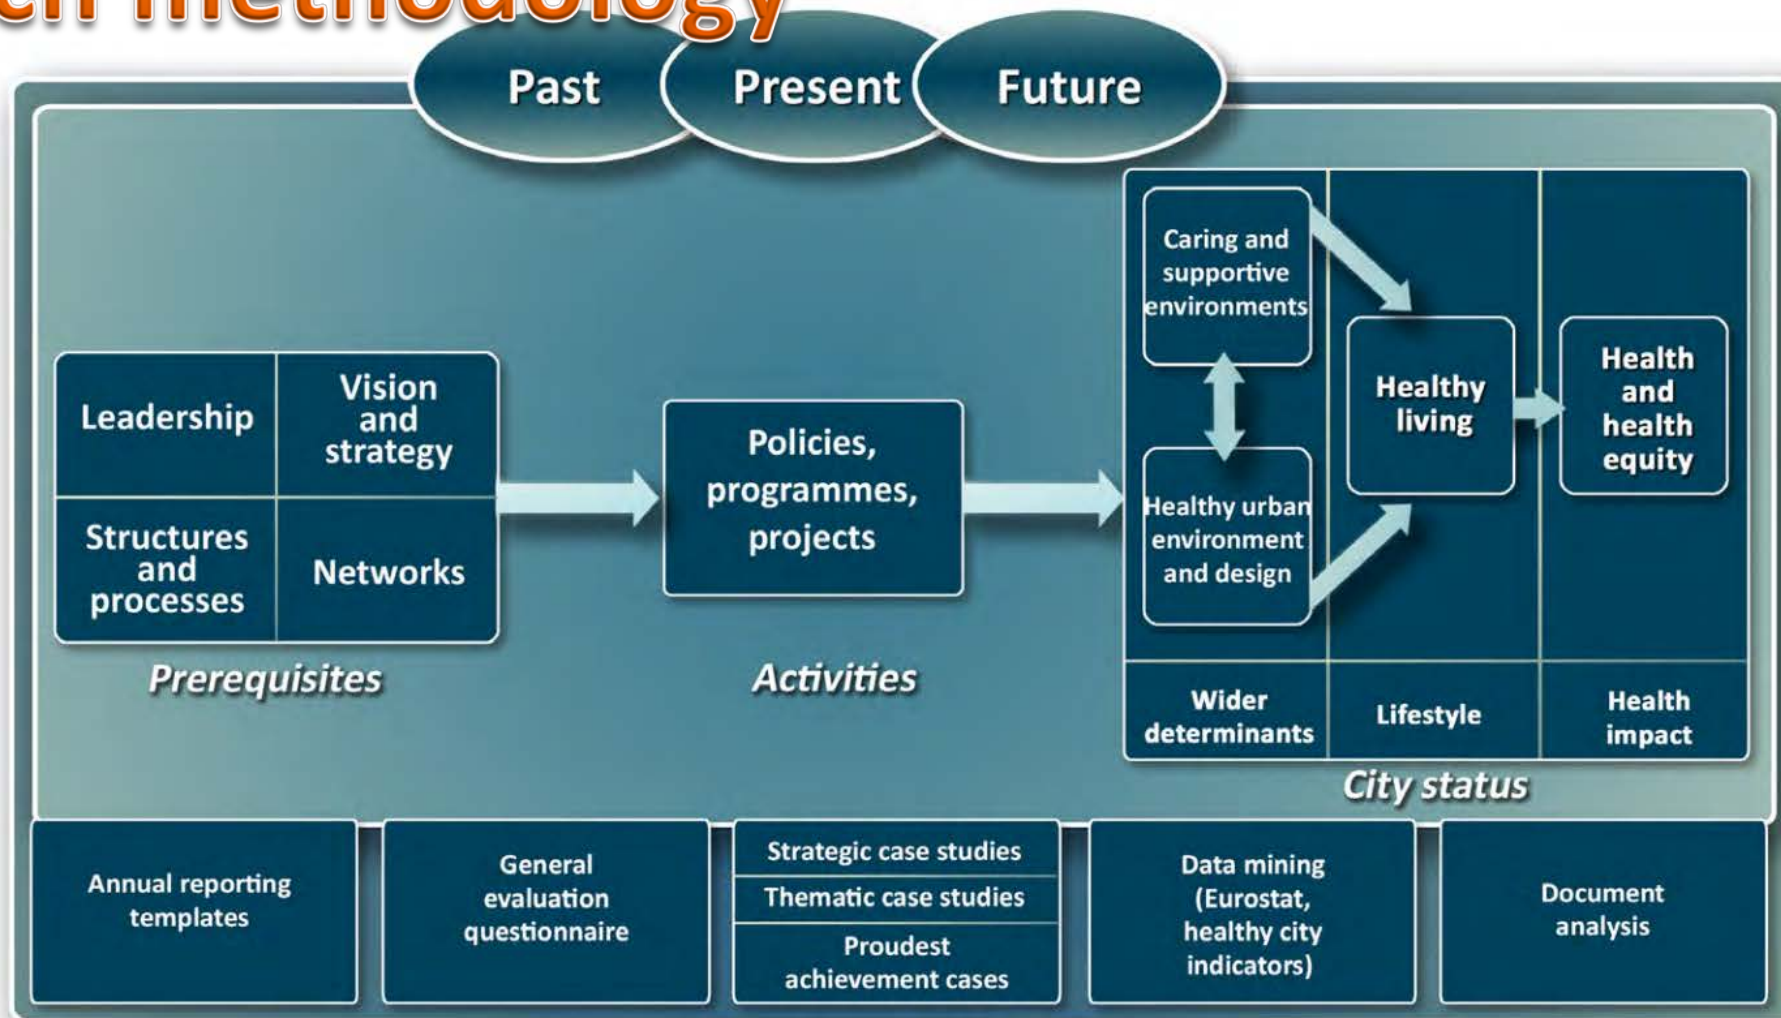 ch methodology
Past
Present
Future
Caring and
supportive
environments
Healthy urban
environment
and design
Healthy
living
Health
and
health
equity
Leadership
Vision
and
strategy
Structures
and
processes
Networks
Policies,
programmes,
projects
Prerequisites
Activities
Wider
determinants
Lifestyle
Health
impact
City status
Annual reporting
templates
General
evaluation
questionnaire
Strategic case studies
Thematic case studies
Proudest
achievement cases
Data mining
(Eurostat,
healthy city
indicators)
Document
analysis